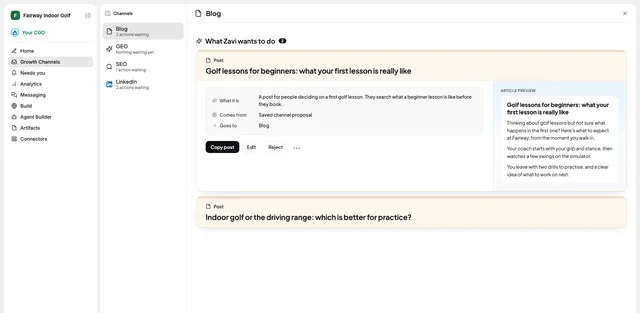 Fairway Indoor Golf
Your CGO
Home
Growth Channels
Needs you
Analytics
Messaging
Build
Agent Builder
Artifacts
Connectors
Channels
Blog
2 actions waiting
GEO
Nothing waiting yet
SEO
1 action waiting
LinkedIn
2 actions waiting
Blog
What Zavi wants to do 2
Post
Golf lessons for beginners: what your first lesson is really like
What it is
A post for people deciding on a first golf lesson. They search what a beginner lesson is like before
they book.
Comes from
Saved channel proposal
Goes to
Blog
Copy post
Edit
Reject
...
ARTICLE PREVIEW
Golf lessons for beginners: what your
first lesson is really like
Thinking about golf lessons but not sure what
happens in the first one? Here's what to expect
at Fairway, from the moment you walk in.
Your coach starts with your grip and stance, then
watches a few swings on the simulator.
You leave with two drills to practice, and a clear
idea of what to work on next.
Post
Indoor golf or the driving range: which is better for practice?